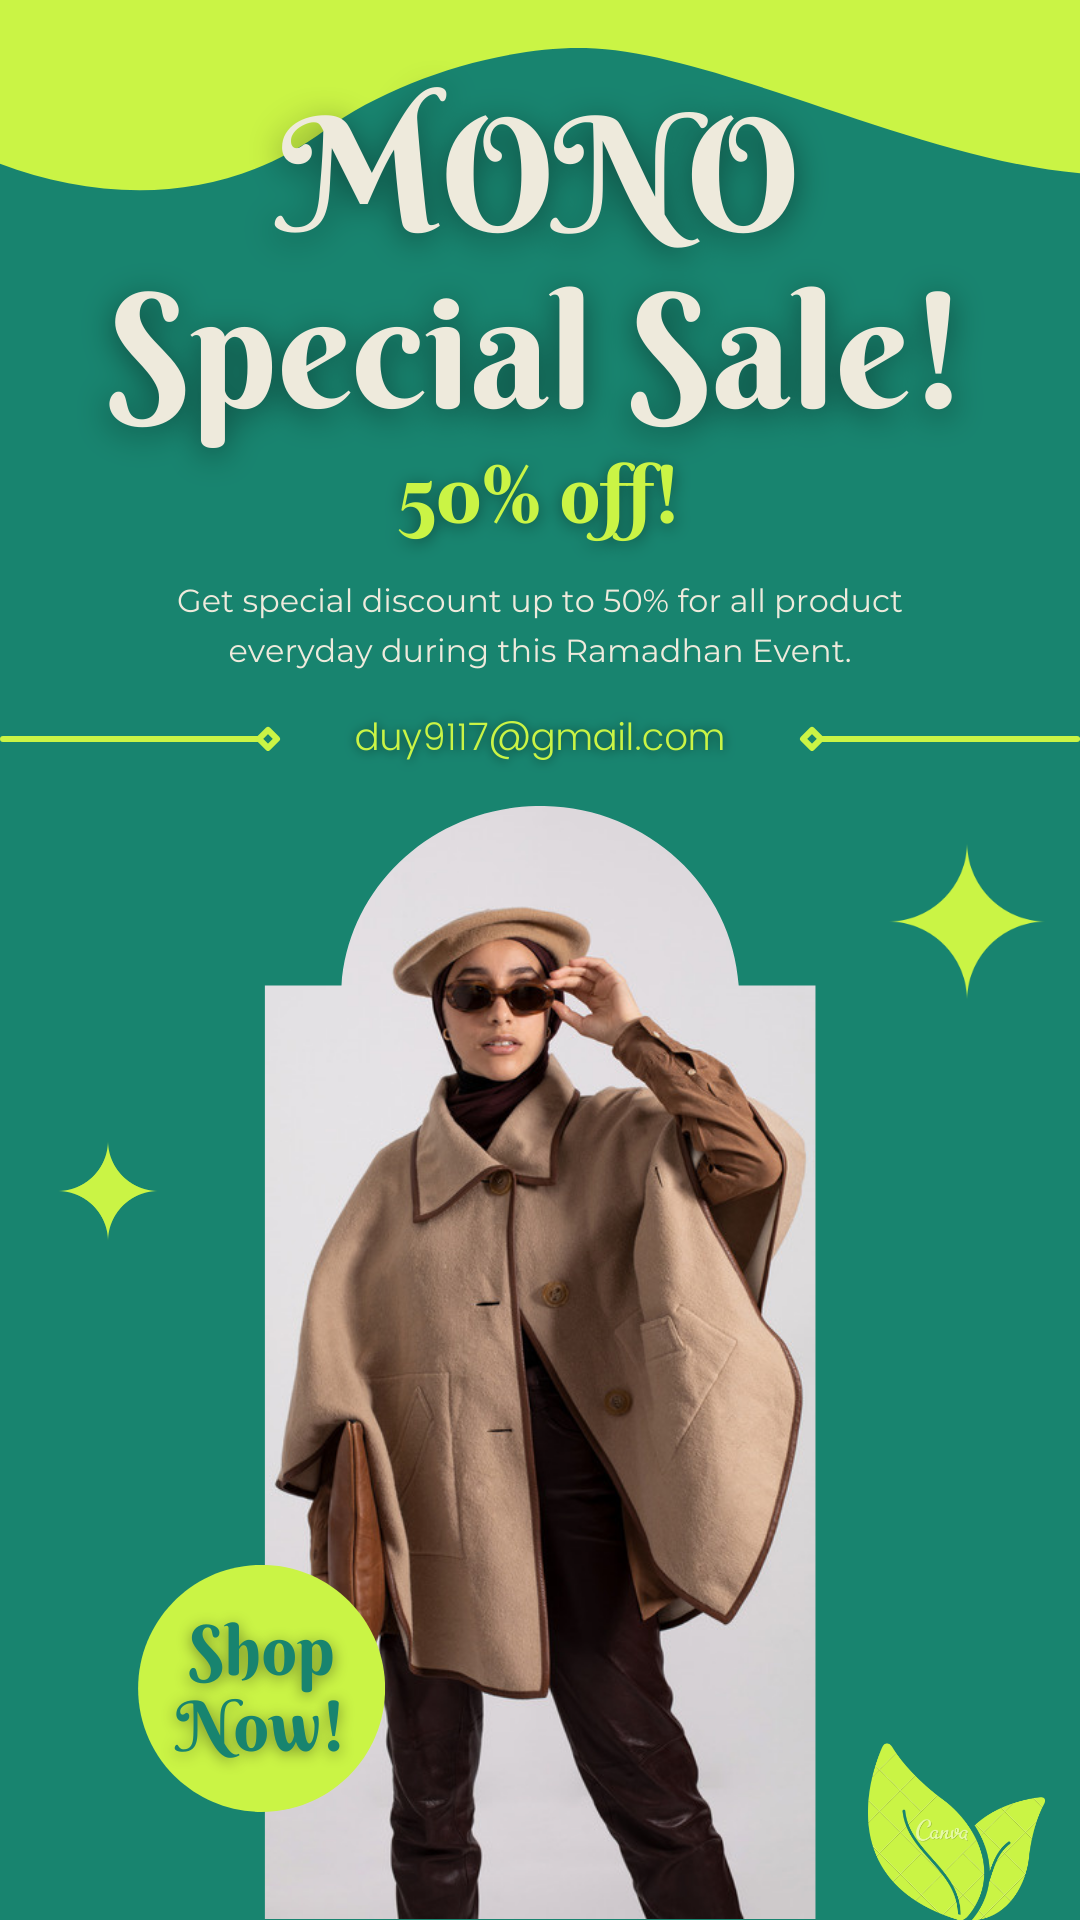 MONO
Special Sale!
50% off!
Get special discount up to 50% for all product
everyday during this Ramadhan Event.
duy9117@gmail.com
Shop
Now!
Canva